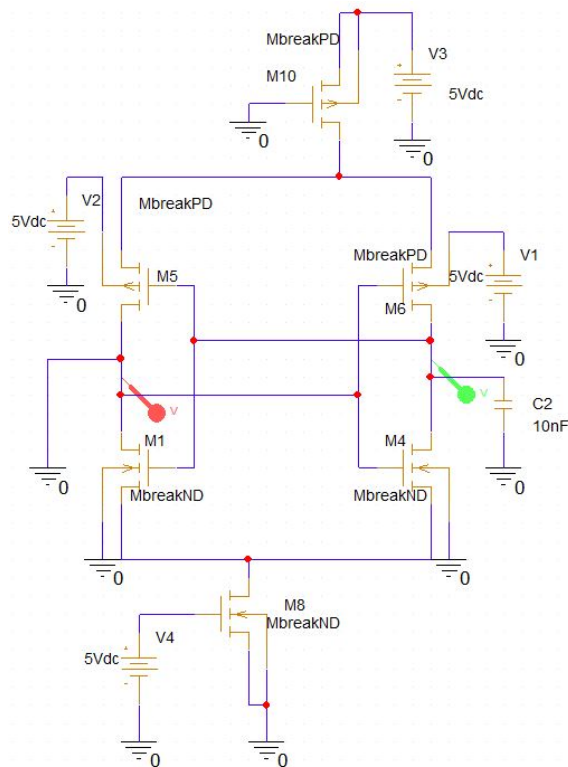 MbreakPD
V3
M10
5Vdc
0
0
V2
MbreakPD
5Vdc
MbreakPD
V1
M5
5Vdc
M6
0
0
V
V
C2
10nF
M1
M4
0
MbreakND
MbreakND
0
0
0
M8
MbreakND
V4
5Vdc
0
0